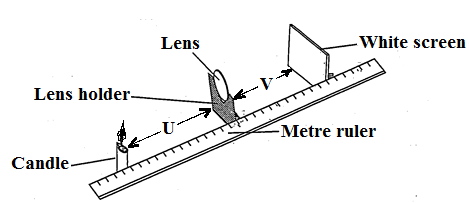 Lens
White screen
V
Lens holder
U
Metre ruler
Candle